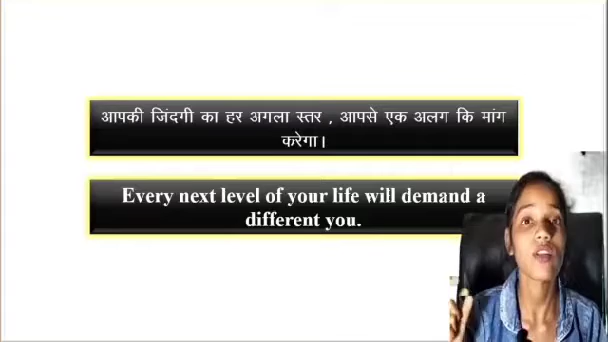 आपकी जिंदगी का हर अगला स्तर , आपसे एक अलग कि मांग
करेगा।
Every next level of your life will demand a
different you.